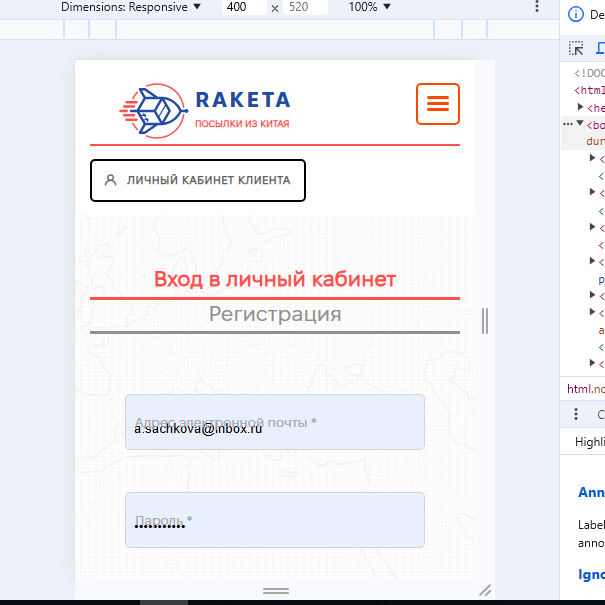 Dimensions: Responsive ▼ 400 × 520 100% ▼
De
RAKETA
ПОСЫЛКИ ИЗ КИТАЯ
ЛИЧНЫЙ КАБИНЕТ КЛИЕНТА
Вход в личный кабинет
Регистрация
Адрес электронной почты *
a.sachkova@inbox.ru
Пароль *
•••••••••••
<!DOC
<html
▶ <he
••• ▼ <bo
dun
▶ <
<
▶ <
<
▶ <
<
▶ <
p
▶ <
▶ <
a
<
▶ <
html.no
C
Highli
Ann
Label
anno
Igno